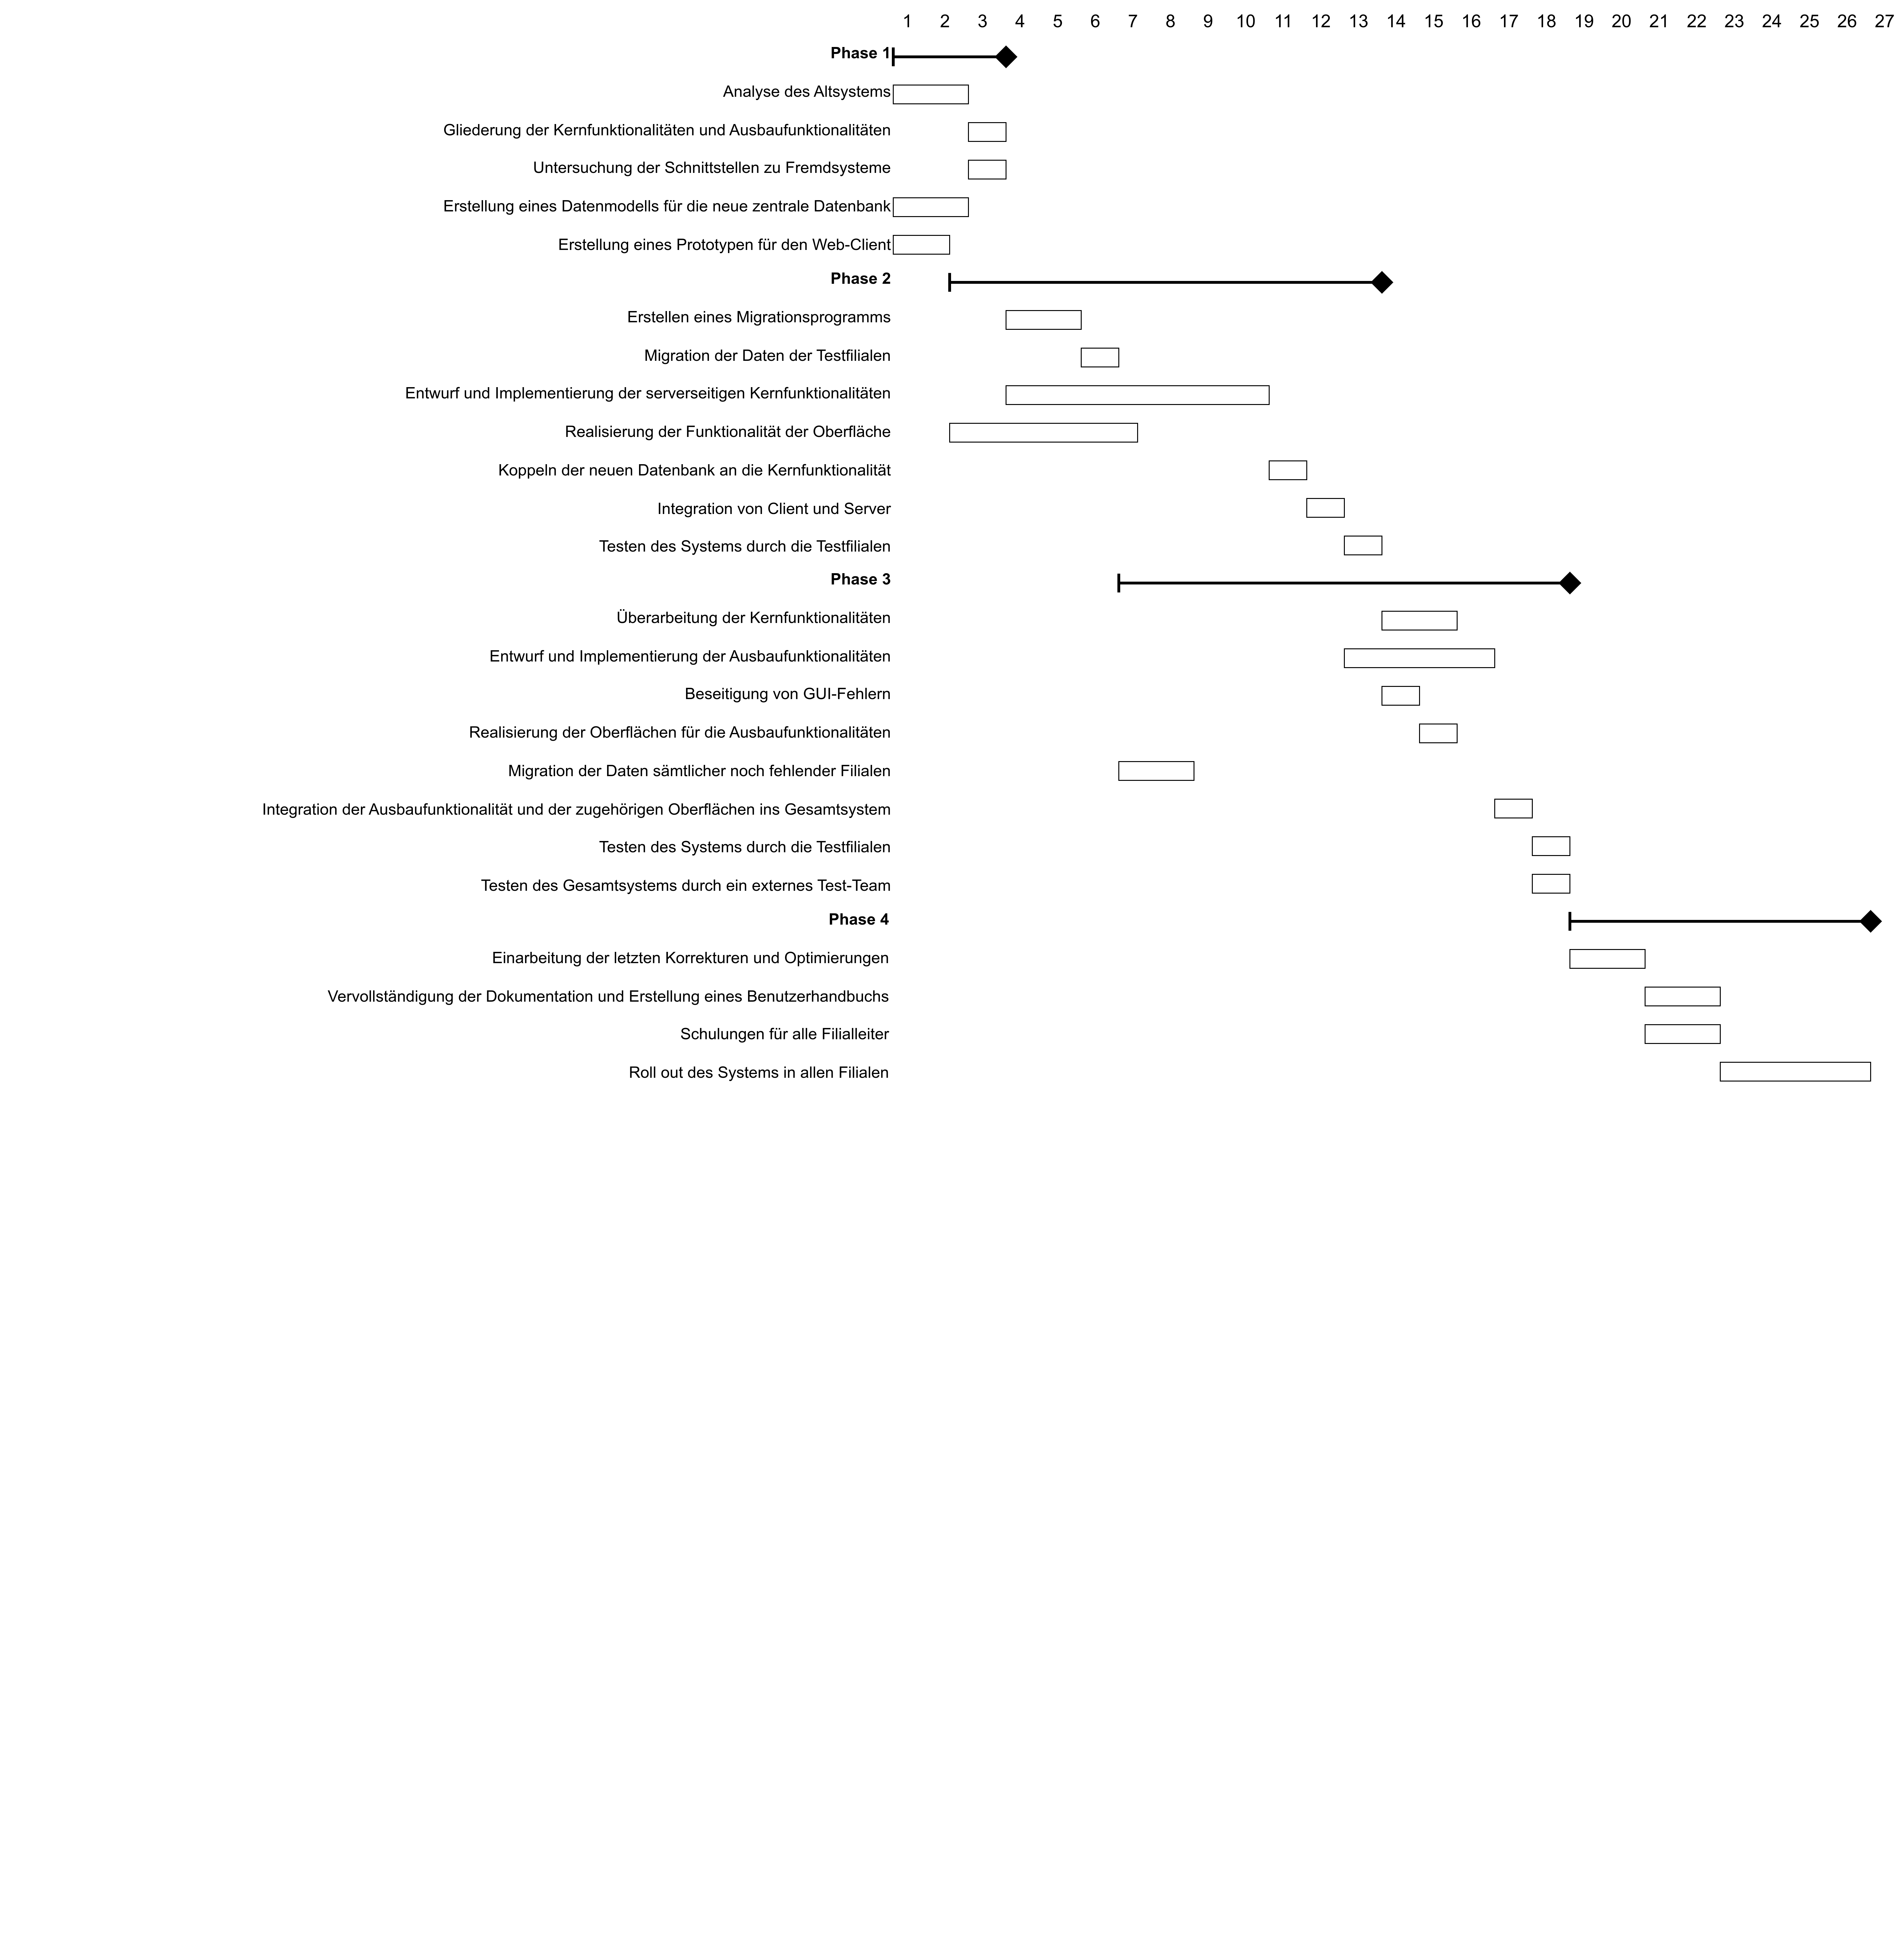 1 2 3 4 5 6 7 8 9 10 11 12 13 14 15 16 17 18 19 20 21 22 23 24 25 26 27
Phase 1
Analyse des Altsystems
Gliederung der Kernfunktionalitäten und Ausbaufunktionalitäten
Untersuchung der Schnittstellen zu Fremdsysteme
Erstellung eines Datenmodells für die neue zentrale Datenbank
Erstellung eines Prototypen für den Web-Client
Phase 2
Erstellen eines Migrationsprogramms
Migration der Daten der Testfilialen
Entwurf und Implementierung der serverseitigen Kernfunktionalitäten
Realisierung der Funktionalität der Oberfläche
Koppeln der neuen Datenbank an die Kernfunktionalität
Integration von Client und Server
Testen des Systems durch die Testfilialen
Phase 3
Überarbeitung der Kernfunktionalitäten
Entwurf und Implementierung der Ausbaufunktionalitäten
Beseitigung von GUI-Fehlern
Realisierung der Oberflächen für die Ausbaufunktionalitäten
Migration der Daten sämtlicher noch fehlender Filialen
Integration der Ausbaufunktionalität und der zugehörigen Oberflächen ins Gesamtsystem
Testen des Systems durch die Testfilialen
Testen des Gesamtsystems durch ein externes Test-Team
Phase 4
Einarbeitung der letzten Korrekturen und Optimierungen
Vervollständigung der Dokumentation und Erstellung eines Benutzerhandbuchs
Schulungen für alle Filialleiter
Roll out des Systems in allen Filialen